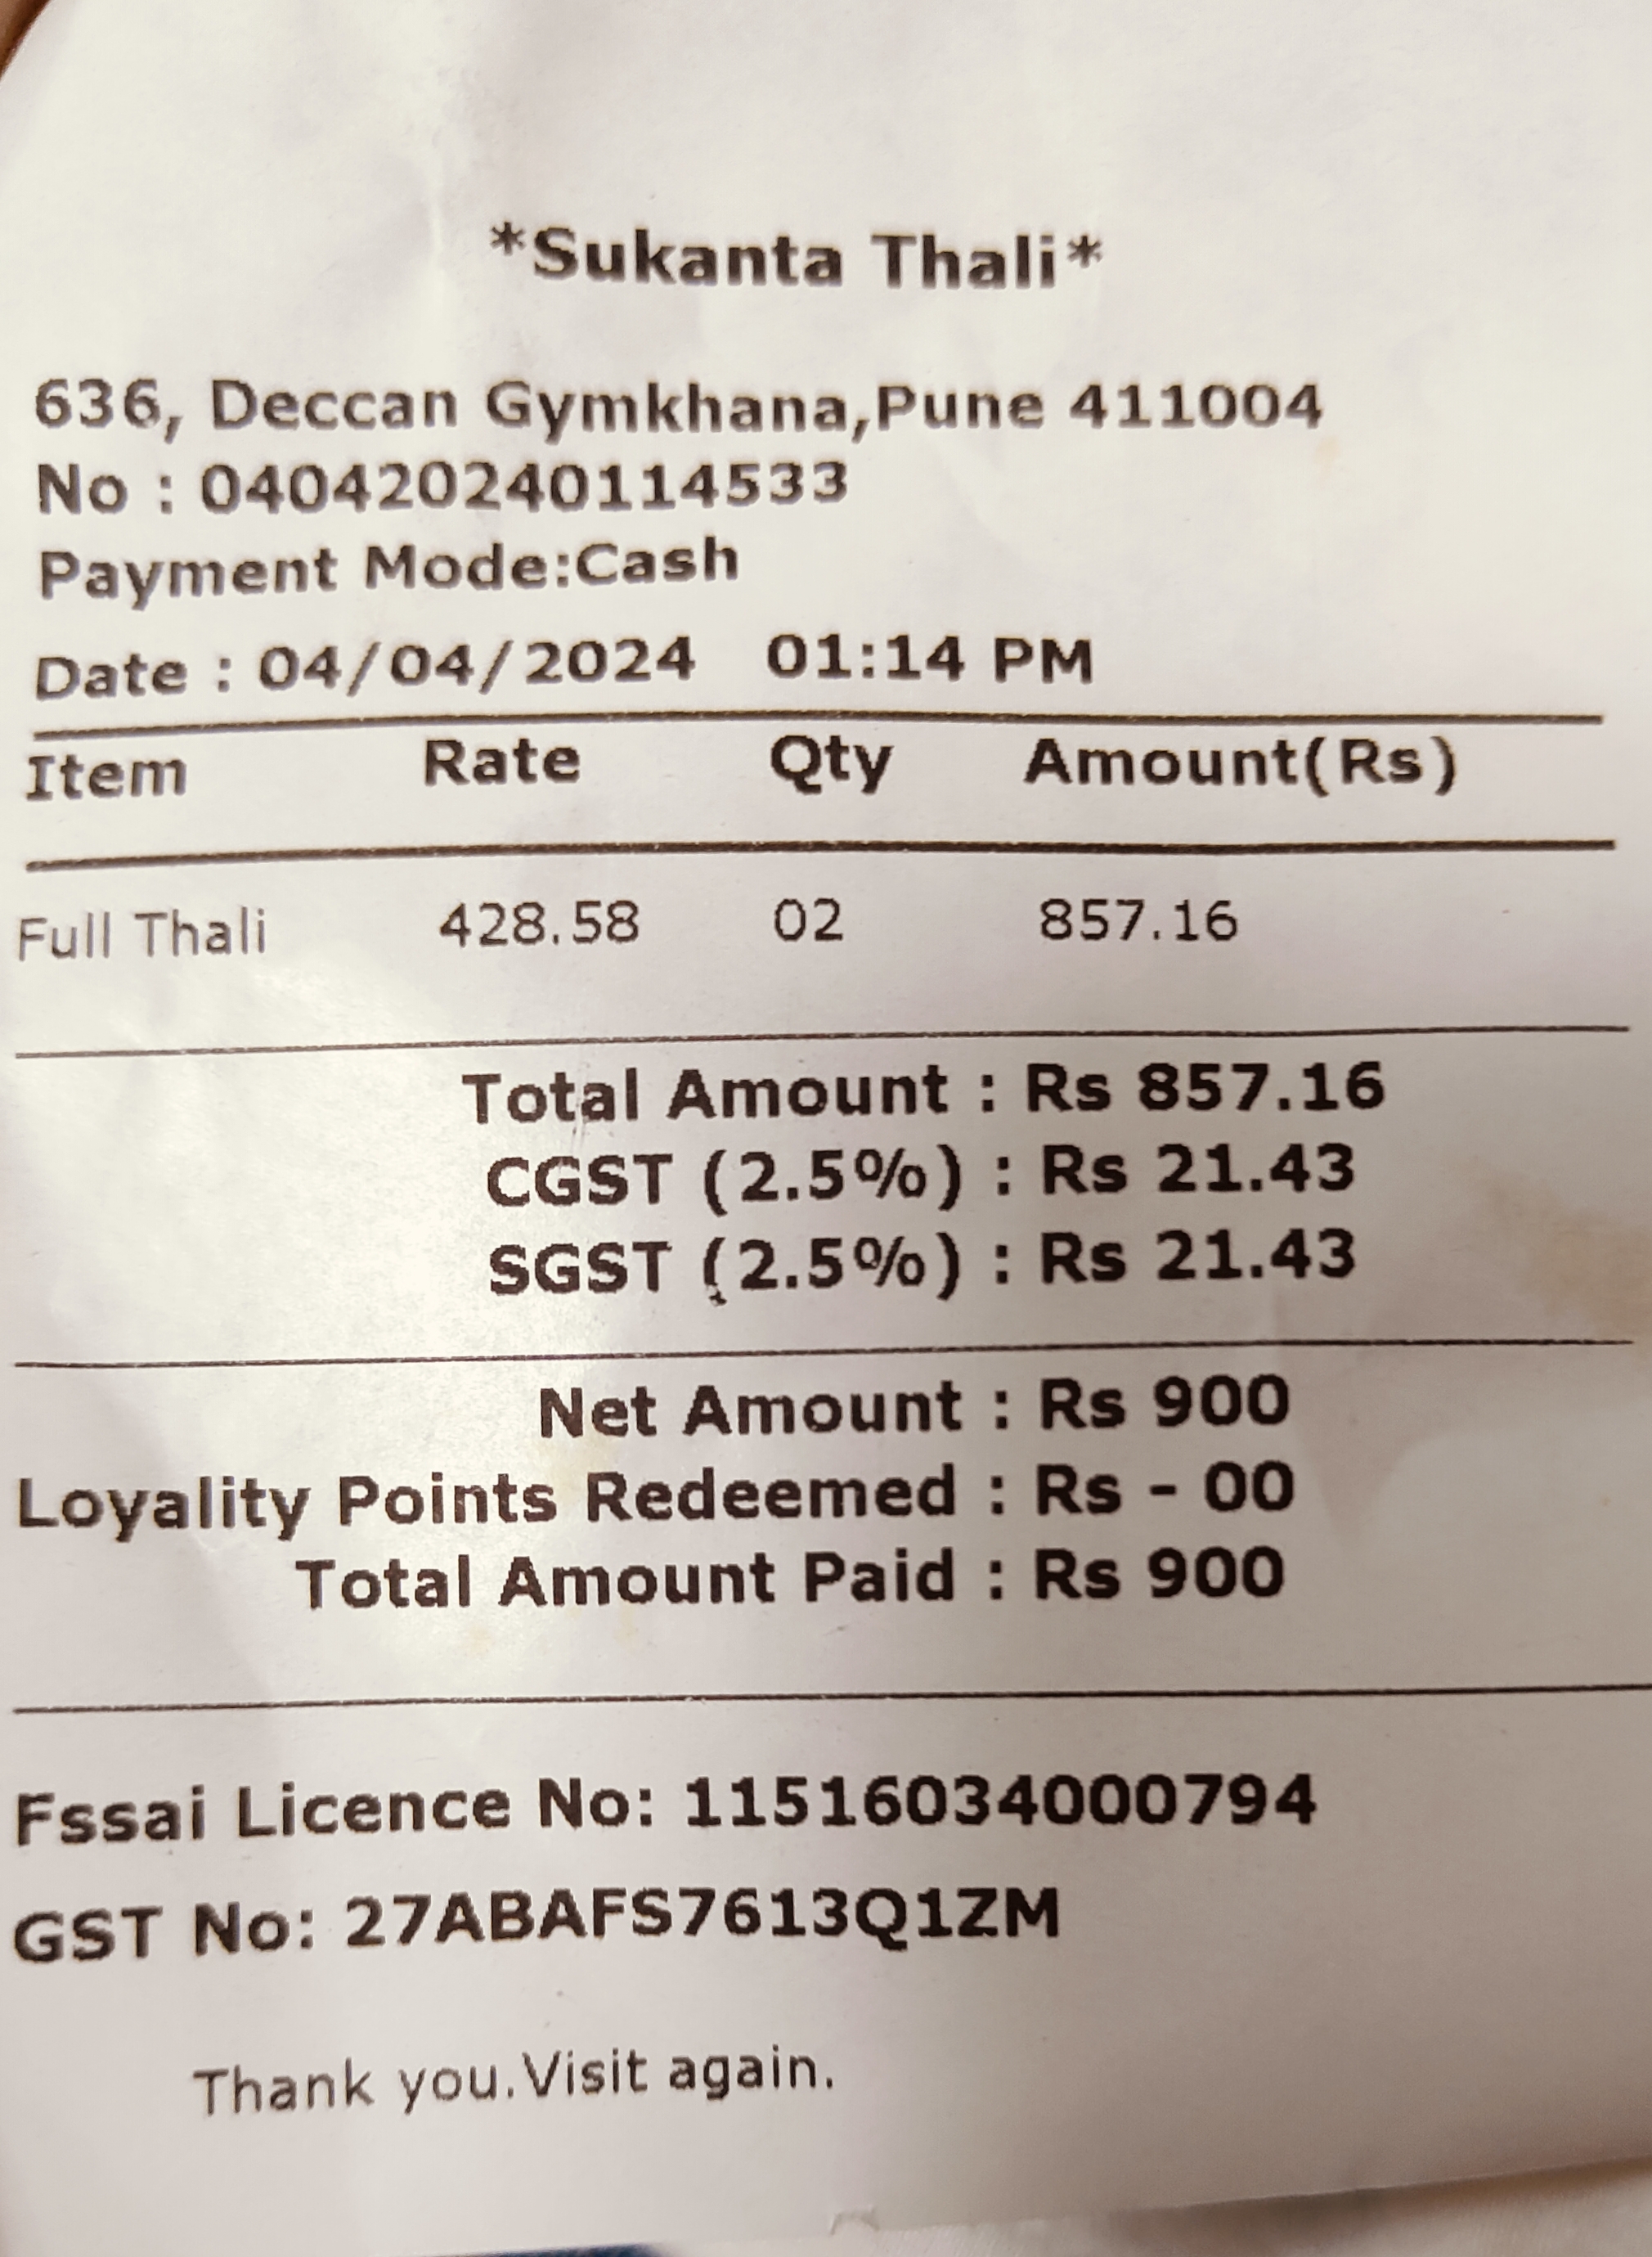 *Sukanta Thali*
636, Deccan Gymkhana,Pune 411004
No : 040420240114533
Payment Mode:Cash
Date : 04/04/2024 01:14 PM
Item Rate Qty Amount(Rs)
Full Thali 428.58 02 857.16
Total Amount : Rs 857.16
CGST (2.5%) : Rs 21.43
SGST (2.5%) : Rs 21.43
Net Amount : Rs 900
Loyality Points Redeemed : Rs - 00
Total Amount Paid : Rs 900
Fssai Licence No: 11516034000794
GST No: 27ABAFS7613Q1ZM
Thank you.Visit again.